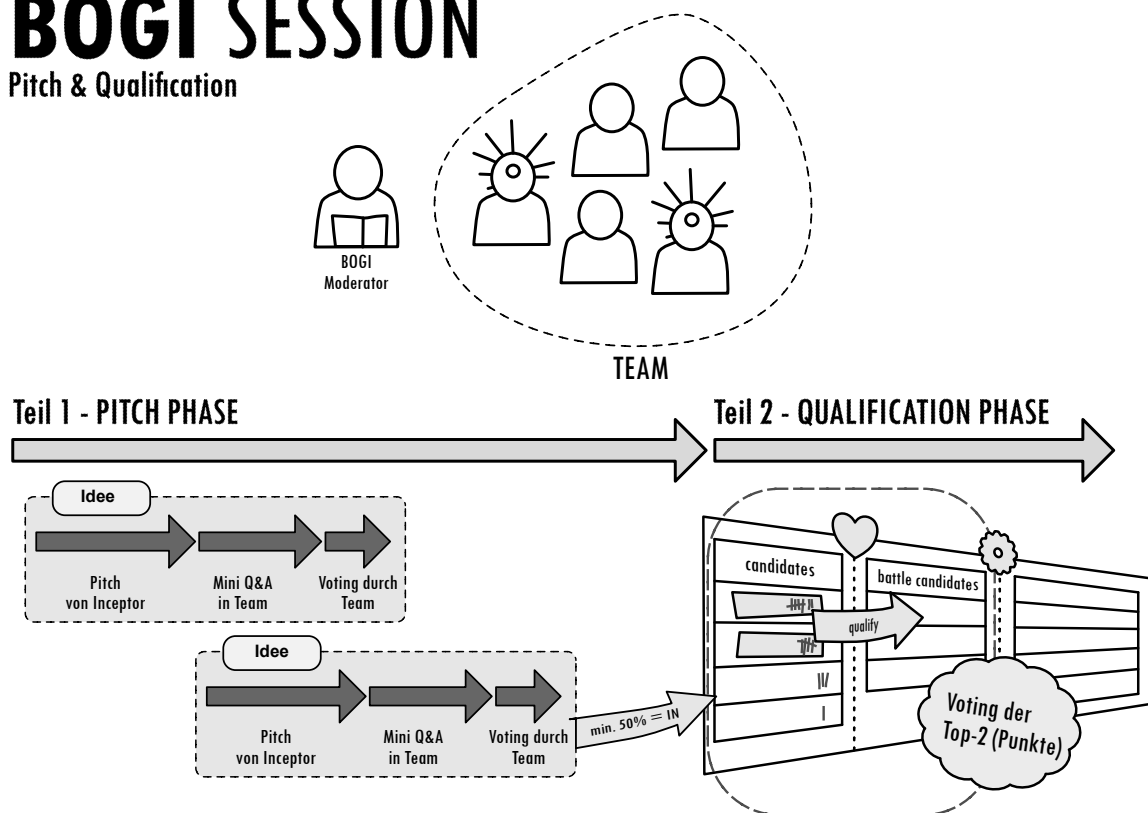 BOGI SESSION
Pitch & Qualification
BOGI
Moderator
TEAM
Teil 1 - PITCH PHASE
Teil 2 - QUALIFICATION PHASE
Idee
Pitch
von Inceptor
Mini Q&A
in Team
Voting durch
Team
Idee
Pitch
von Inceptor
Mini Q&A
in Team
Voting durch
Team
min. 50% = IN
candidates
battle candidates
qualify
Voting der
Top-2 (Punkte)